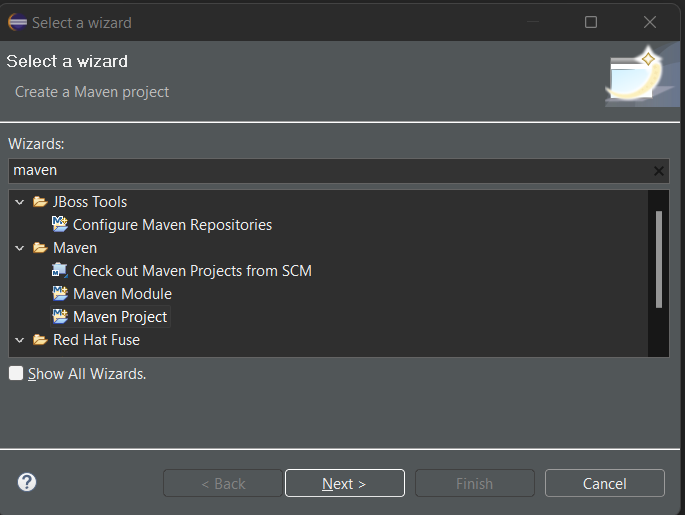 Select a wizard
Select a wizard
Create a Maven project
Wizards:
maven
JBoss Tools
Configure Maven Repositories
Maven
Check out Maven Projects from SCM
Maven Module
Maven Project
Red Hat Fuse
Show All Wizards.
? < Back Next > Finish Cancel